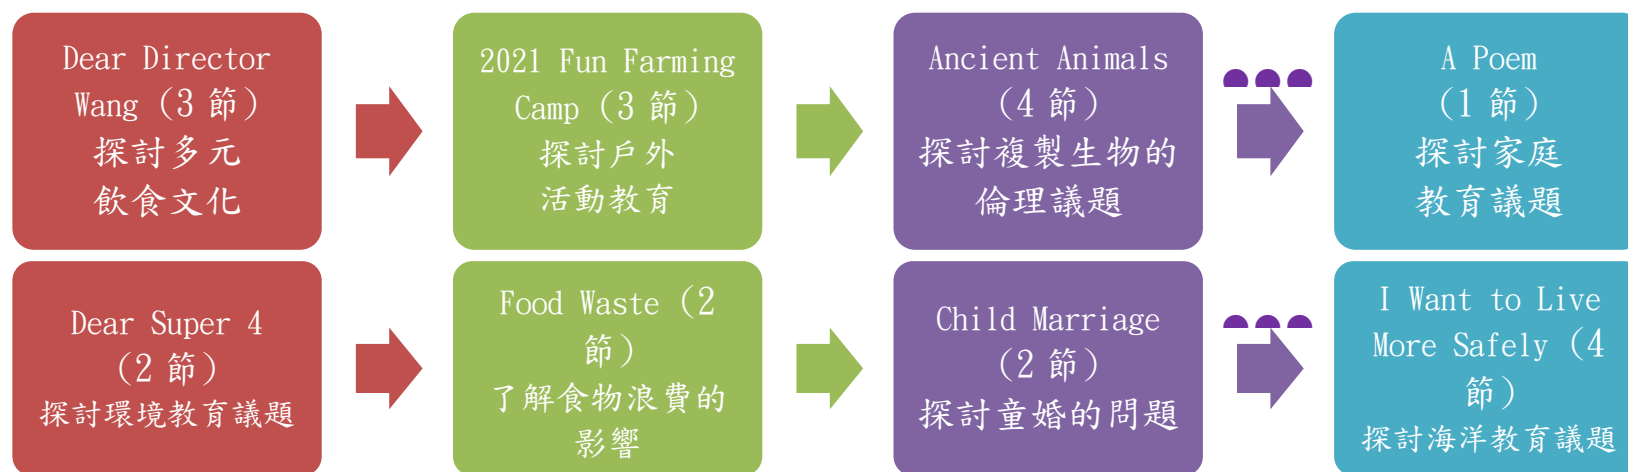 Dear Director
Wang (3 節)
探討多元
飲食文化
2021 Fun Farming
Camp (3 節)
探討戶外
活動教育
Ancient Animals
(4 節)
探討複製生物的
倫理議題
A Poem
(1 節)
探討家庭
教育議題
Dear Super 4
(2 節)
探討環境教育議題
Food Waste (2
節)
了解食物浪費的
影響
Child Marriage
(2 節)
探討童婚的問題
I Want to Live
More Safely (4
節)
探討海洋教育議題